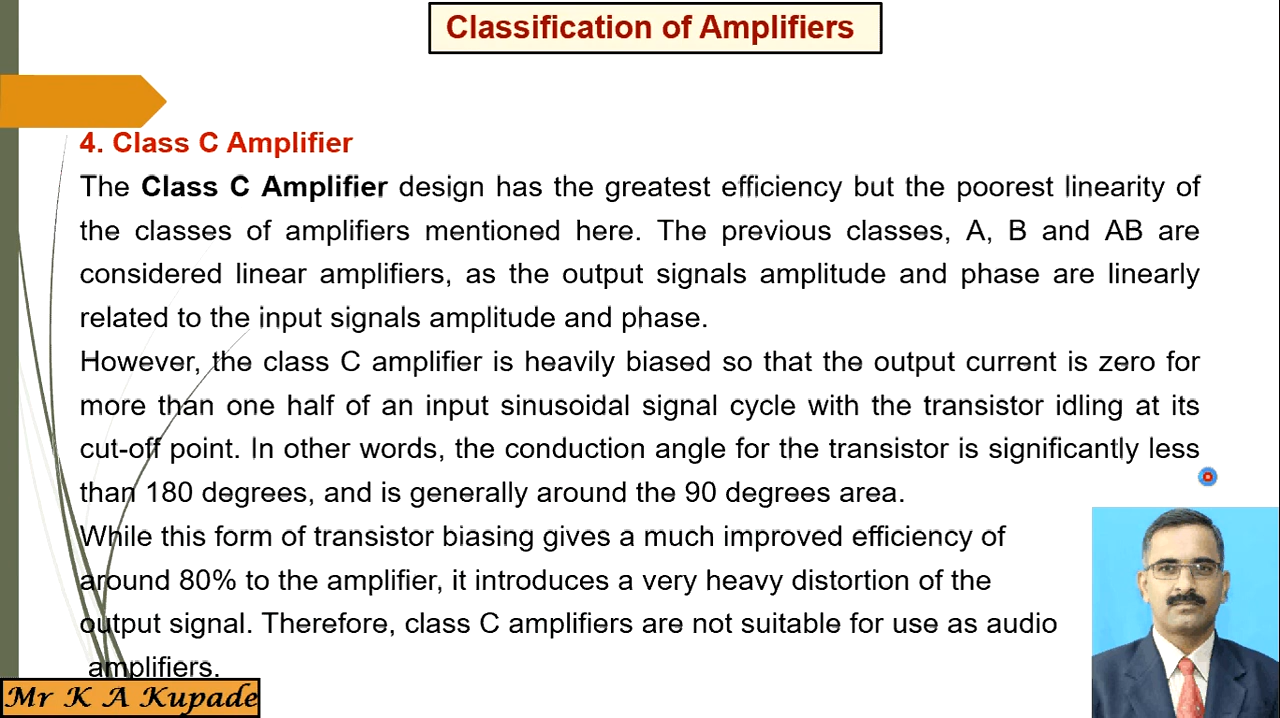 Classification of Amplifiers
4. Class C Amplifier
The Class C Amplifier design has the greatest efficiency but the poorest linearity of
the classes of amplifiers mentioned here. The previous classes, A, B and AB are
considered linear amplifiers, as the output signals amplitude and phase are linearly
related to the input signals amplitude and phase.
However, the class C amplifier is heavily biased so that the output current is zero for
more than one half of an input sinusoidal signal cycle with the transistor idling at its
cut-off point. In other words, the conduction angle for the transistor is significantly less
than 180 degrees, and is generally around the 90 degrees area.
While this form of transistor biasing gives a much improved efficiency of
around 80% to the amplifier, it introduces a very heavy distortion of the
output signal. Therefore, class C amplifiers are not suitable for use as audio
amplifiers.
Mr K A Kupade